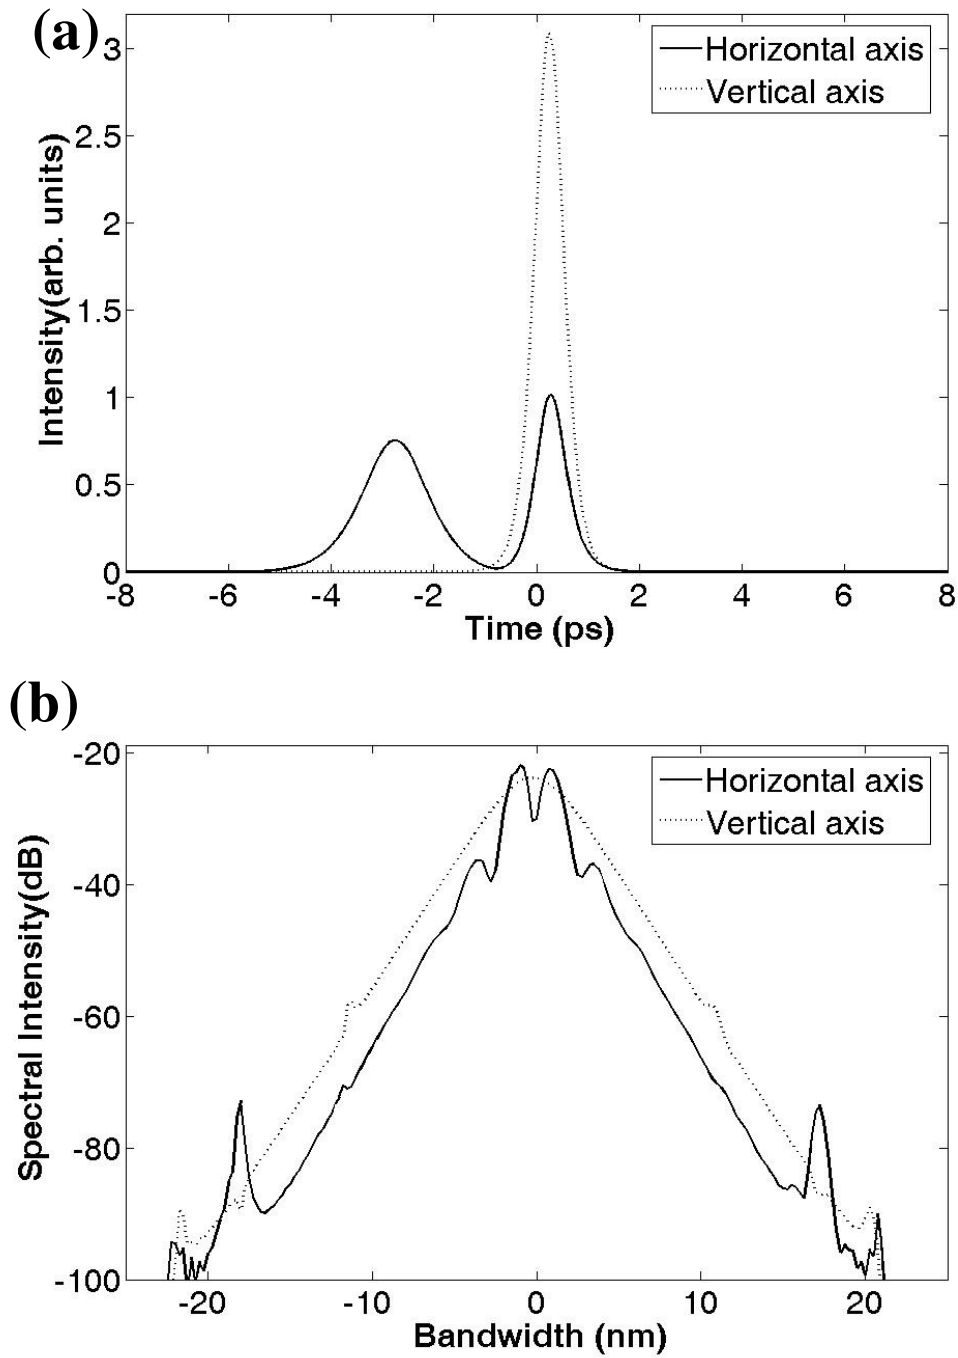 (a)
Horizontal axis
Vertical axis
3
2.5
2
1.5
1
0.5
0
Intensity(arb. units)
-8 -6 -4 -2 0 2 4 6 8
Time (ps)
(b)
Horizontal axis
Vertical axis
-20
-40
-60
-80
-100
Spectral Intensity(dB)
-20 -10 0 10 20
Bandwidth (nm)